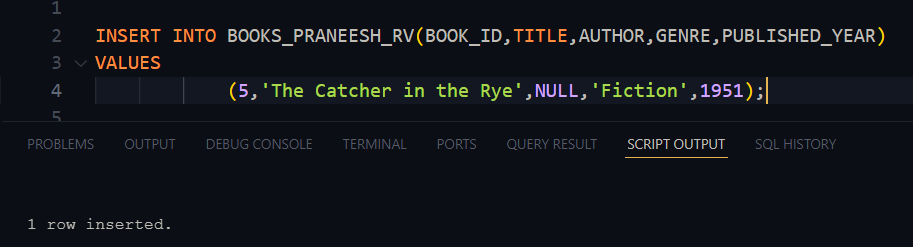 1
2 INSERT INTO BOOKS_PRANEESH_RV(BOOK_ID,TITLE,AUTHOR,GENRE,PUBLISHED_YEAR)
3 VALUES
4 (5,'The Catcher in the Rye',NULL,'Fiction',1951);
5
PROBLEMS OUTPUT DEBUG CONSOLE TERMINAL PORTS QUERY RESULT SCRIPT OUTPUT SQL HISTORY
1 row inserted.